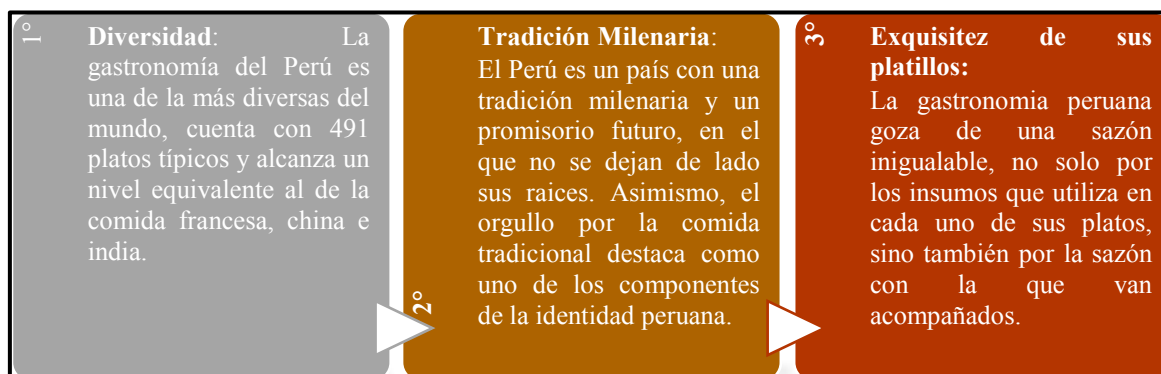 1°
Diversidad: La
gastronomía del Perú es
una de la más diversas del
mundo, cuenta con 491
platos típicos y alcanza un
nivel equivalente al de la
comida francesa, china e
india.
2°
Tradición Milenaria:
El Perú es un país con una
tradición milenaria y un
promisorio futuro, en el
que no se dejan de lado
sus raices. Asimismo, el
orgullo por la comida
tradicional destaca como
uno de los componentes
de la identidad peruana.
3°
Exquisitez de sus
platillos:
La gastronomia peruana
goza de una sazón
inigualable, no solo por
los insumos que utiliza en
cada uno de sus platos,
sino también por la sazón
con la que van
acompañados.